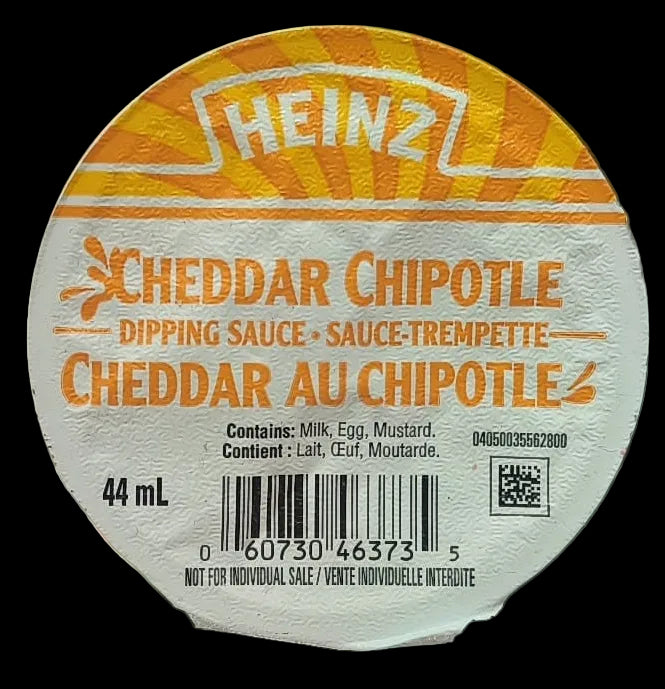 HEINZ
CHEDDAR CHIPOTLE
DIPPING SAUCE • SAUCE-TREMPETTE
CHEDDAR AU CHIPOTLE
Contains: Milk, Egg, Mustard.
Contient : Lait, Œuf, Moutarde.
04050035562800
44 mL
0 60730 46373 5
NOT FOR INDIVIDUAL SALE / VENTE INDIVIDUELLE INTERDITE